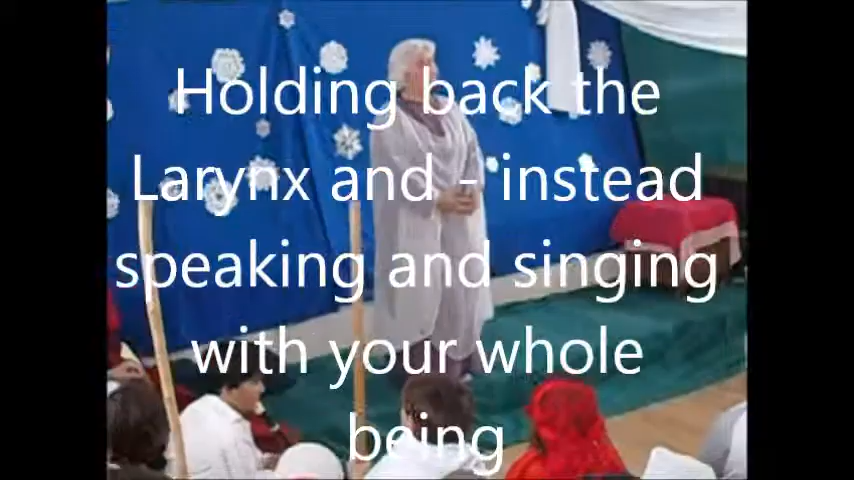 Holding back the
Larynx and - instead
speaking and singing
with your whole
being